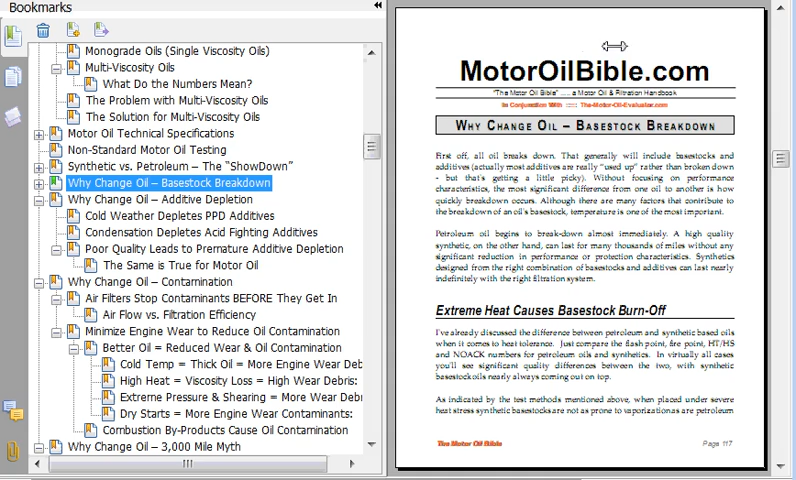 Bookmarks
Monograde Oils (Single Viscosity Oils)
Multi-Viscosity Oils
What Do the Numbers Mean?
The Problem with Multi-Viscosity Oils
The Solution for Multi-Viscosity Oils
Motor Oil Technical Specifications
Non-Standard Motor Oil Testing
Synthetic vs. Petroleum – The “ShowDown”
Why Change Oil – Basestock Breakdown
Why Change Oil – Additive Depletion
Cold Weather Depletes PPD Additives
Condensation Depletes Acid Fighting Additives
Poor Quality Leads to Premature Additive Depletion
The Same is True for Motor Oil
Why Change Oil – Contamination
Air Filters Stop Contaminants BEFORE They Get In
Air Flow vs. Filtration Efficiency
Minimize Engine Wear to Reduce Oil Contamination
Better Oil = Reduced Wear & Oil Contamination
Cold Temp = Thick Oil = More Engine Wear Deb
High Heat = Viscosity Loss = High Wear Debris:
Extreme Pressure & Shearing = More Wear Debr
Dry Starts = More Engine Wear Contaminants:
Combustion By-Products Cause Oil Contamination
Why Change Oil – 3,000 Mile Myth
MotorOilBible.com
"The Motor Oil Bible" ..... a Motor Oil & Filtration Handbook
In Conjunction With ::::: The-Motor-Oil-Evaluator.com
WHY CHANGE OIL – BASESTOCK BREAKDOWN
First off, all oil breaks down. That generally will include basestocks and
additives (actually most additives are really “used up” rather than broken down
- but that's getting a little picky). Without focusing on performance
characteristics, the most significant difference from one oil to another is how
quickly breakdown occurs. Although there are many factors that contribute to
the breakdown of an oil's basestock, temperature is one of the most important.
Petroleum oil begins to break-down almost immediately. A high quality
synthetic, on the other hand, can last for many thousands of miles without any
significant reduction in performance or protection characteristics. Synthetics
designed from the right combination of basestocks and additives can last nearly
indefinitely with the right filtration system.
Extreme Heat Causes Basestock Burn-Off
I've already discussed the difference between petroleum and synthetic based oils
when it comes to heat tolerance. Just compare the flash point, fire point, HT/HS
and NOACK numbers for petroleum oils and synthetics. In virtually all cases
you'll see significant quality differences between the two, with synthetic
basestock oils nearly always coming out on top.
As indicated by the test methods mentioned above, when placed under severe
heat stress synthetic basestocks are not as prone to vaporization as are petroleum
The Motor Oil Bible
Page 117